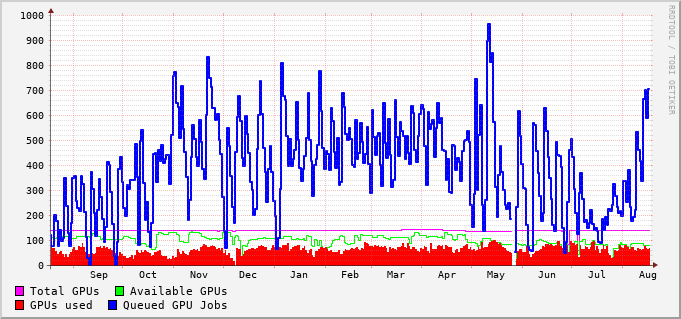 1000
900
800
700
600
500
400
300
200
100
0
Sep Oct Nov Dec Jan Feb Mar Apr May Jun Jul Aug
RRDTOOL / TOBI OETIKER
Total GPUs Available GPUs
GPUs used Queued GPU Jobs